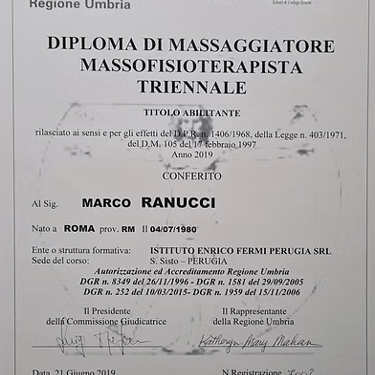 Regione Umbria
DIPLOMA DI MASSAGGIATORE
MASSOFISIOTERAPISTA
TRIENNALE
TITOLO ABILITANTE
rilasciato ai sensi e per gli effetti del D.P.R. n. 1406/1968, della Legge n. 403/1971,
del D.M. 105 del 17 febbraio 1997
Anno 2019
CONFERITO
Al Sig. MARCO RANUCCI
Nato a ROMA prov. RM Il 04/07/1980
Ente o struttura formativa: ISTITUTO ENRICO FERMI PERUGIA SRL
Sede del corso: S. Sisto – PERUGIA
Autorizzazione ed Accreditamento Regione Umbria
DGR n. 8349 del 26/11/1996 - DGR n. 1581 del 29/09/2005
DGR n. 252 del 10/03/2015- DGR n. 1959 del 15/11/2006
Il Presidente Il Rappresentante
della Commissione Giudicatrice della Regione Umbria
Kathryn Mary Mahan
Data, 21 Giugno 2019 N.Registrazione